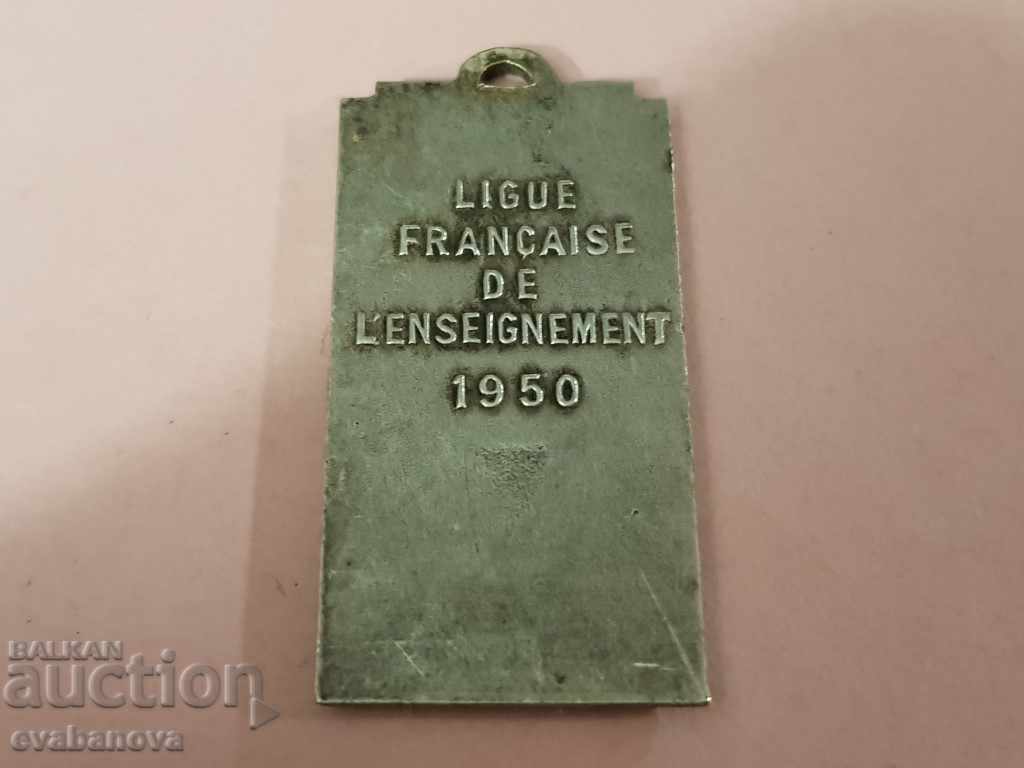 LIGUE
FRANÇAISE
DE
L'ENSEIGNEMENT
1950
BALKAN
auction
evabanova